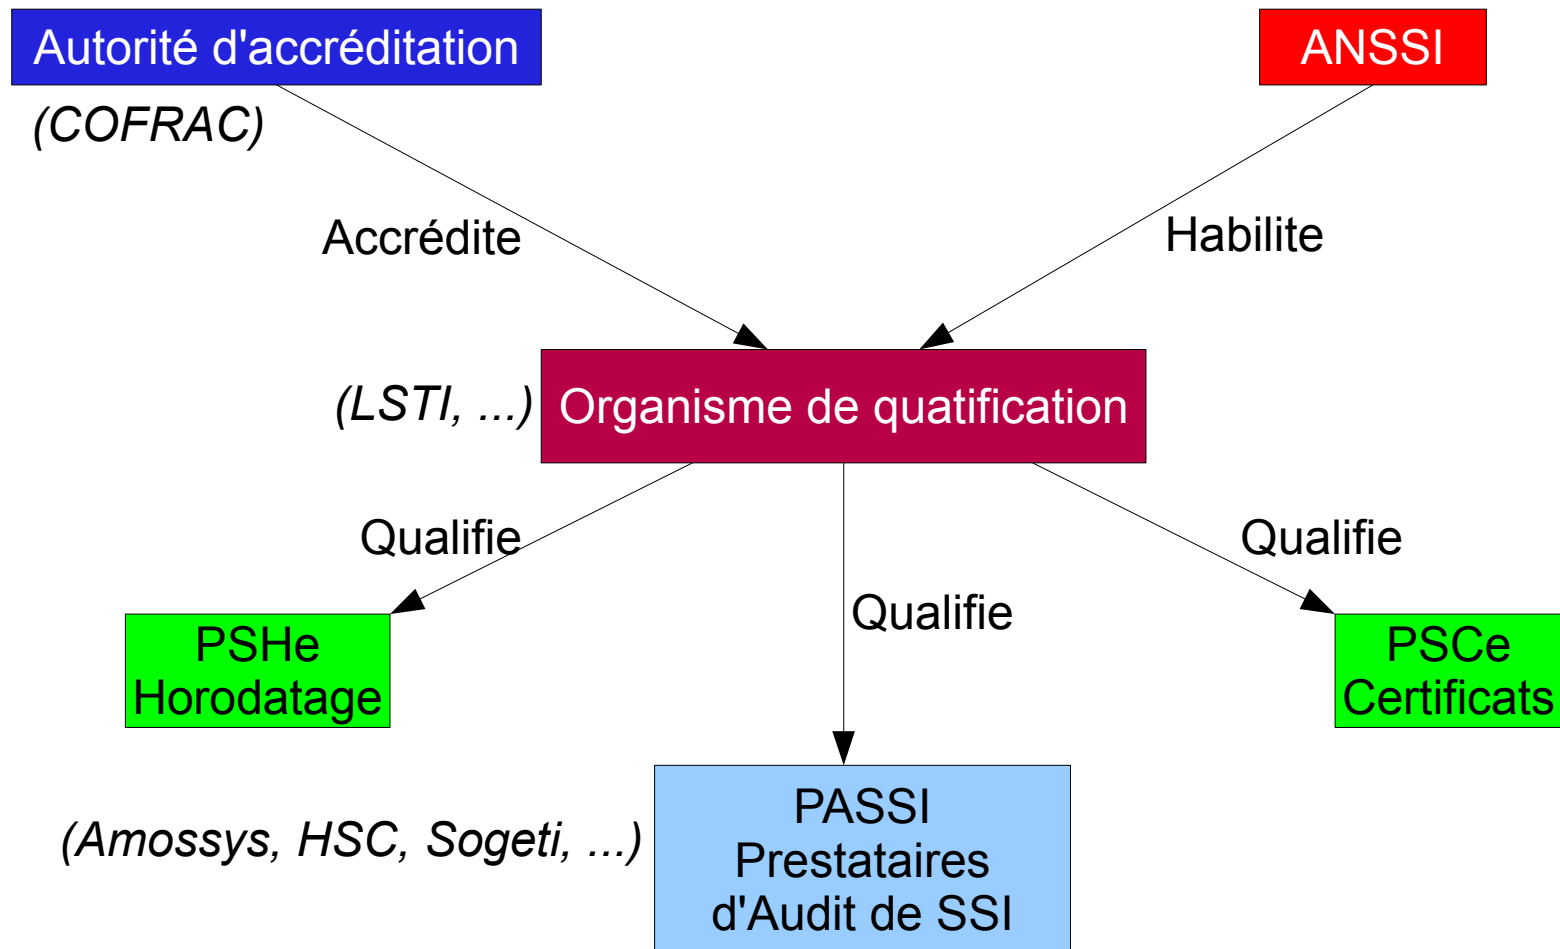 Autorité d'accréditation
ANSSI
(COFRAC)
Accrédite
Habilite
(LSTI, ...)
Organisme de quatification
Qualifie
Qualifie
Qualifie
PSHe
Horodatage
PSCe
Certificats
(Amossys, HSC, Sogeti, ...)
PASSI
Prestataires
d'Audit de SSI